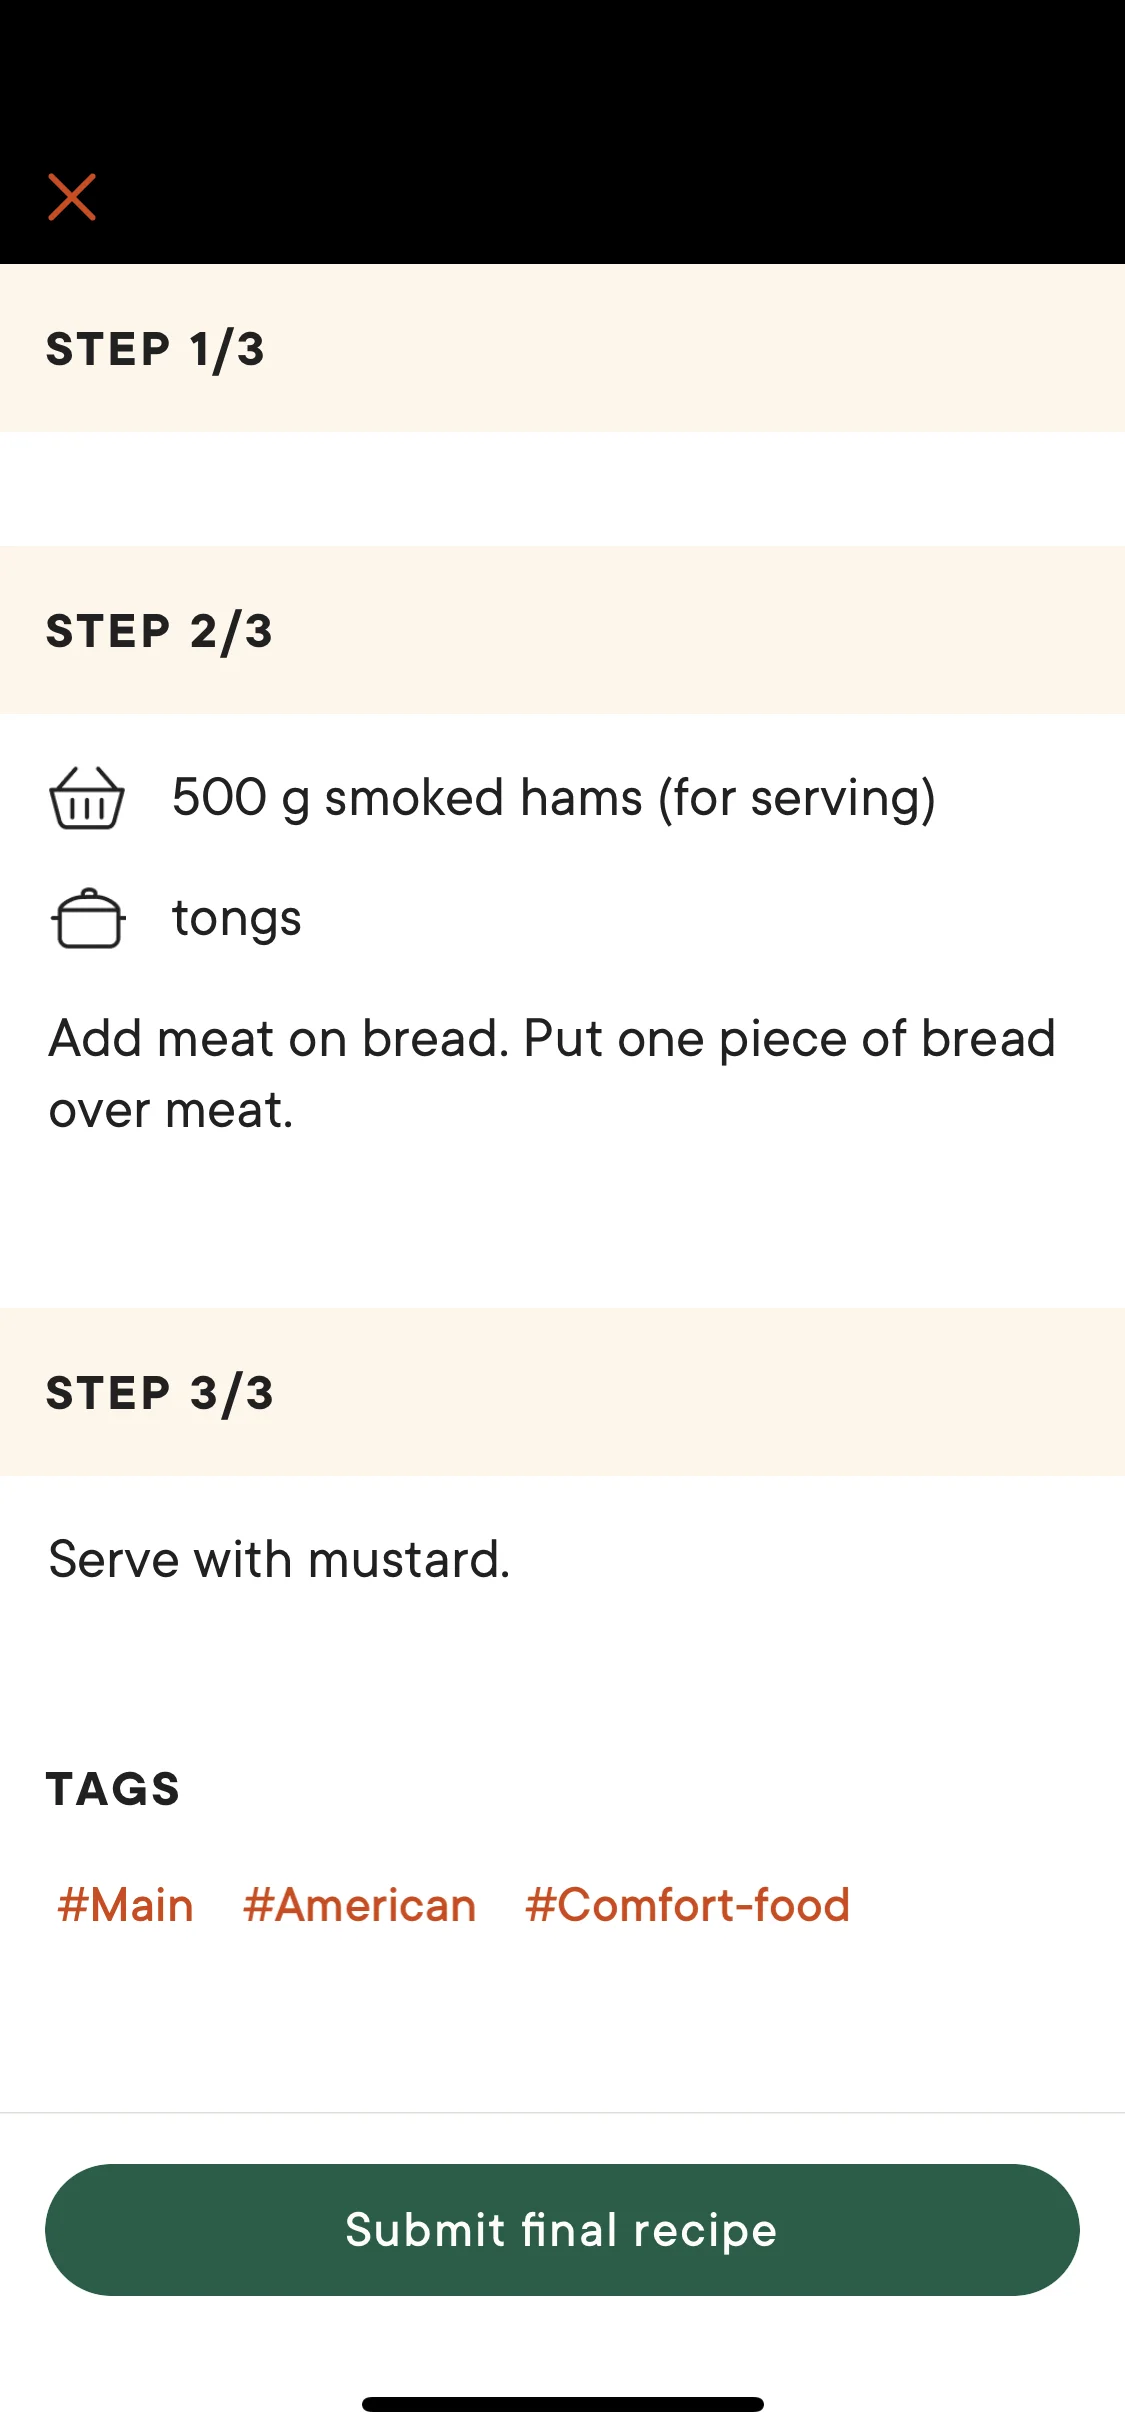 STEP 1/3
STEP 2/3
500 g smoked hams (for serving)
tongs
Add meat on bread. Put one piece of bread
over meat.
STEP 3/3
Serve with mustard.
TAGS
#Main #American #Comfort-food
Submit final recipe